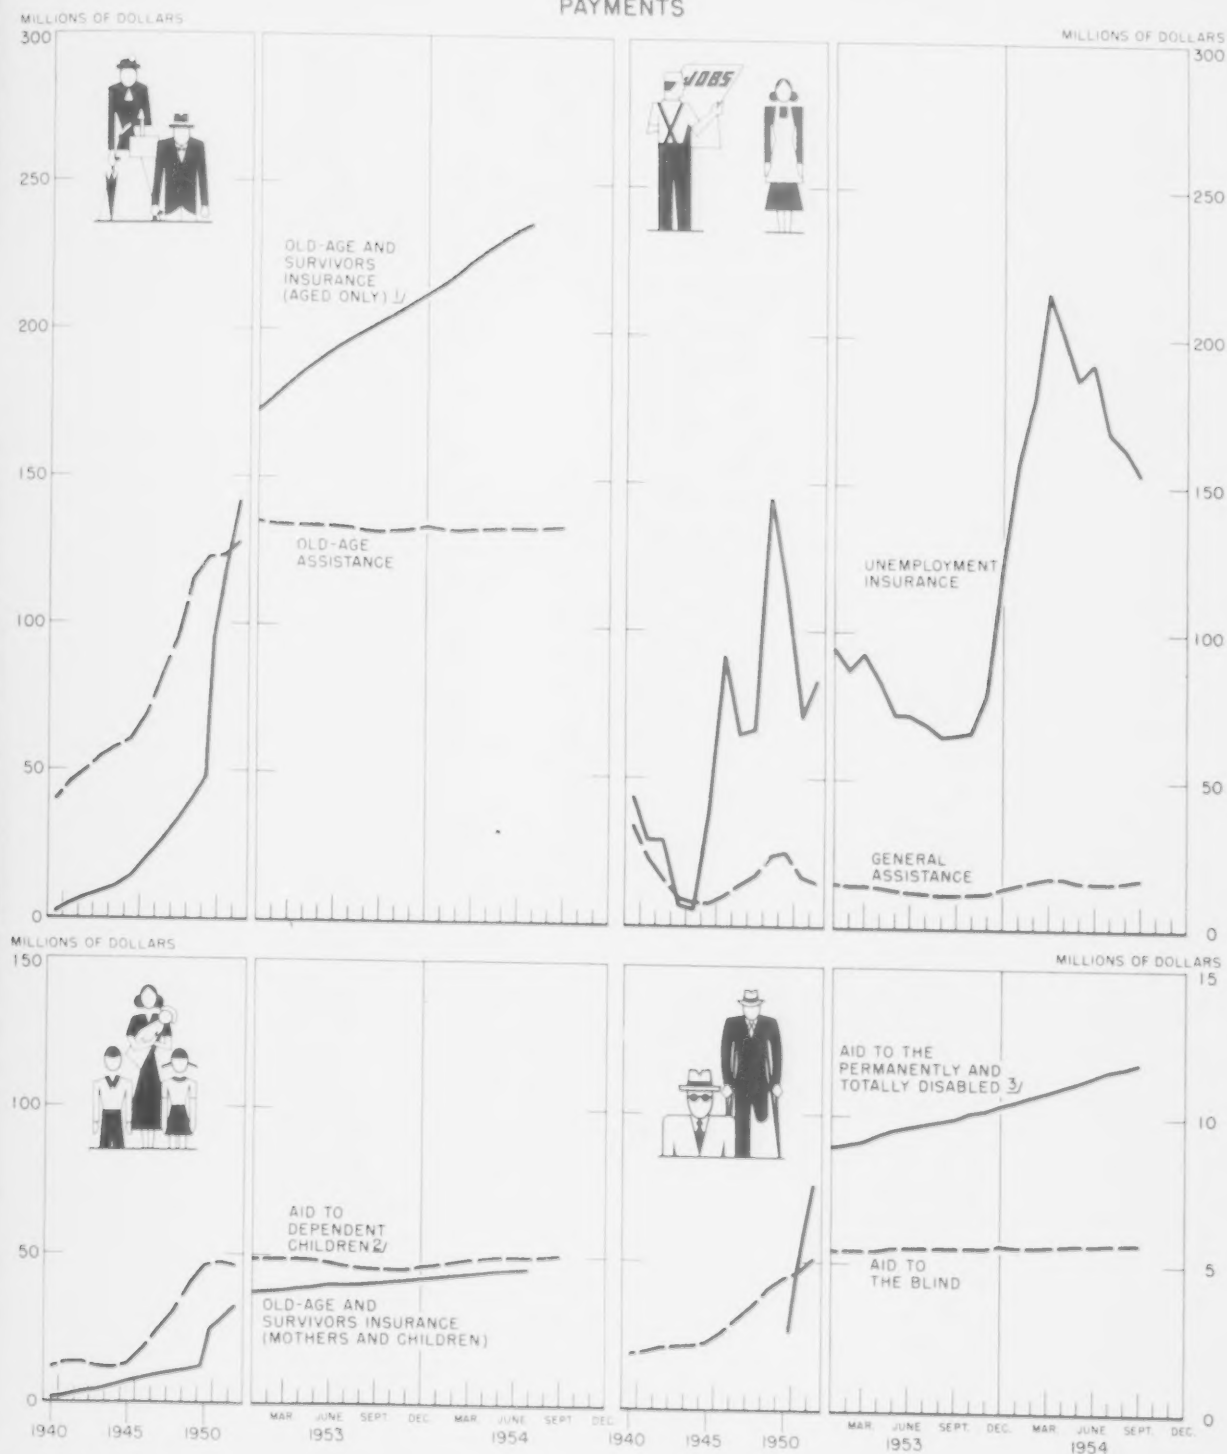 PAYMENTS
MILLIONS OF DOLLARS
300
250
200
150
100
50
0
OLD-AGE AND
SURVIVORS
INSURANCE
(AGED ONLY) 1/
OLD-AGE
ASSISTANCE
JOBS
MILLIONS OF DOLLARS
300
250
200
150
100
50
0
UNEMPLOYMENT
INSURANCE
GENERAL
ASSISTANCE
MILLIONS OF DOLLARS
150
100
50
0
AID TO
DEPENDENT
CHILDREN 2/
OLD-AGE AND
SURVIVORS INSURANCE
(MOTHERS AND CHILDREN)
MILLIONS OF DOLLARS
15
10
5
0
AID TO THE
PERMANENTLY AND
TOTALLY DISABLED 3/
AID TO
THE BLIND
MAR. JUNE SEPT. DEC. MAR. JUNE SEPT. DEC.
1940 1945 1950 1953 1954
MAR. JUNE SEPT. DEC. MAR. JUNE SEPT. DEC.
1940 1945 1950 1953 1954